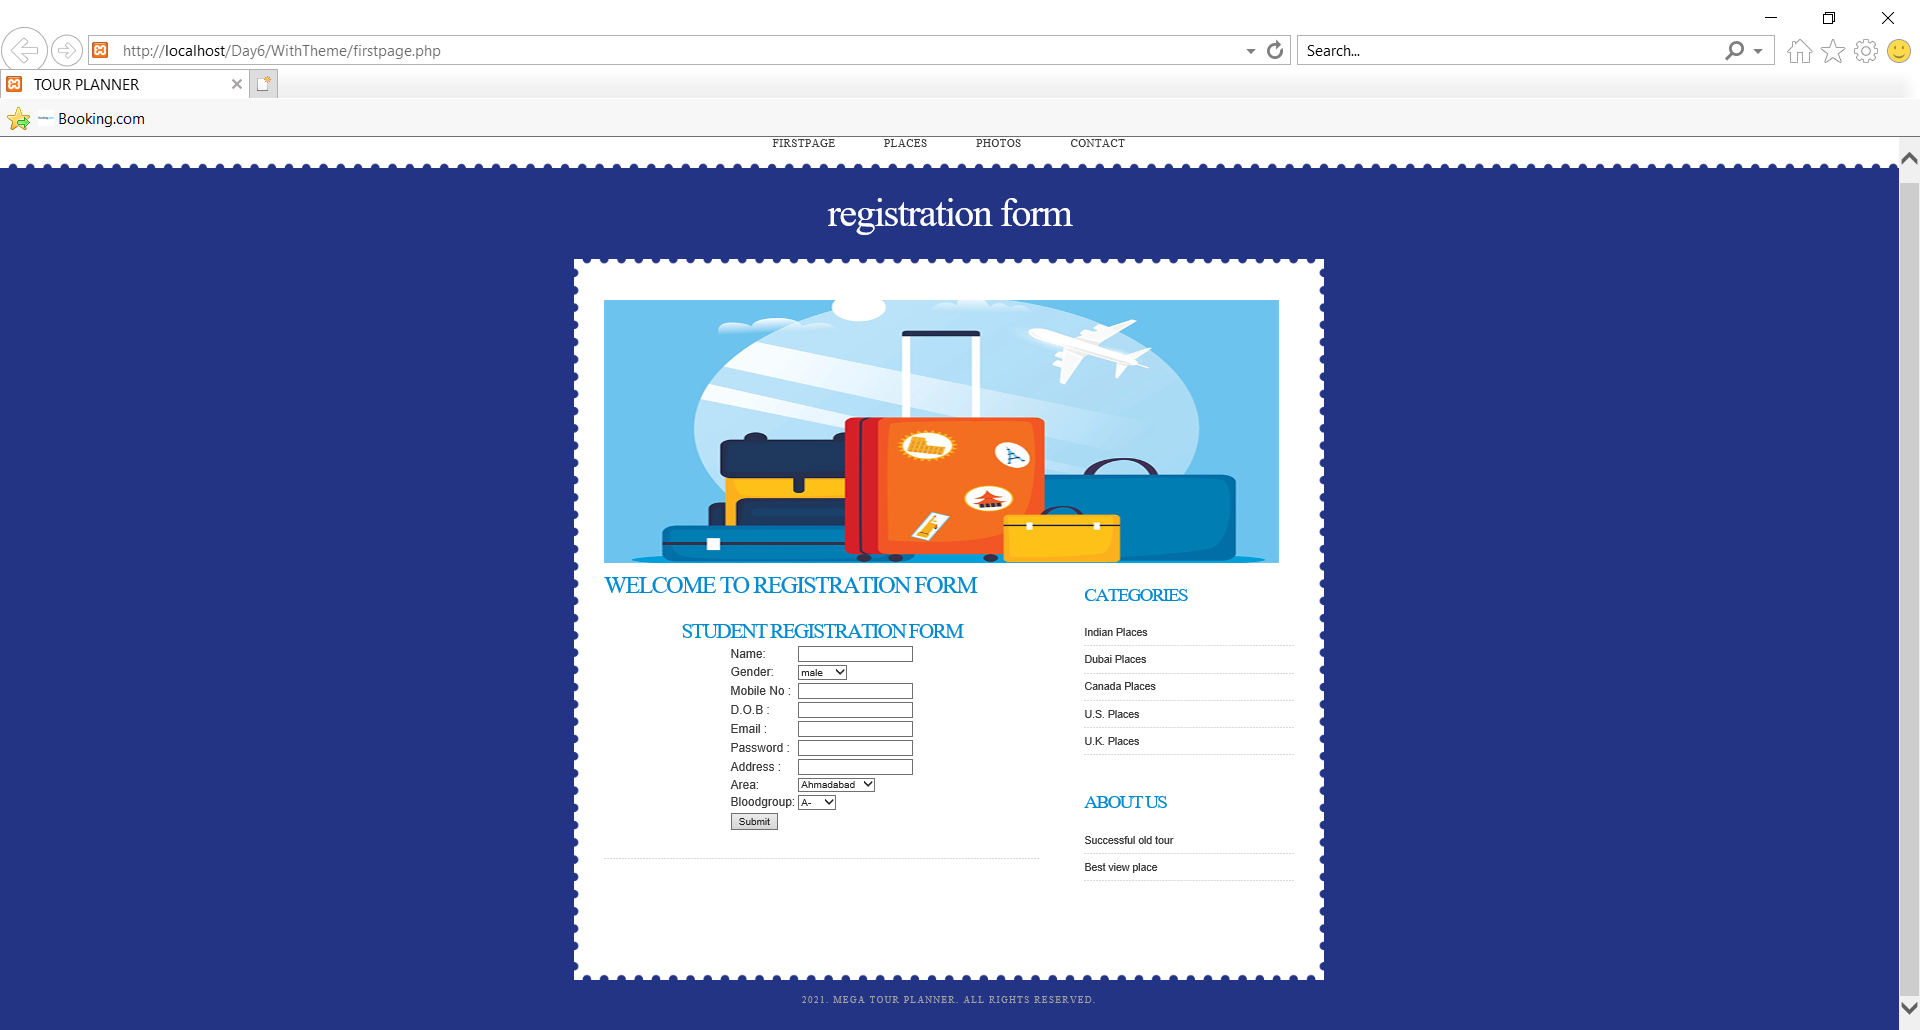 http://localhost/Day6/WithTheme/firstpage.php
Search...
TOUR PLANNER
Booking.com
FIRSTPAGE PLACES PHOTOS CONTACT
registration form
WELCOME TO REGISTRATION FORM
STUDENT REGISTRATION FORM
Name:
Gender: male
Mobile No :
D.O.B :
Email :
Password :
Address :
Area: Ahmadabad
Bloodgroup: A-
Submit
CATEGORIES
Indian Places
Dubai Places
Canada Places
U.S. Places
U.K. Places
ABOUT US
Successful old tour
Best view place
2021. MEGA TOUR PLANNER. ALL RIGHTS RESERVED.